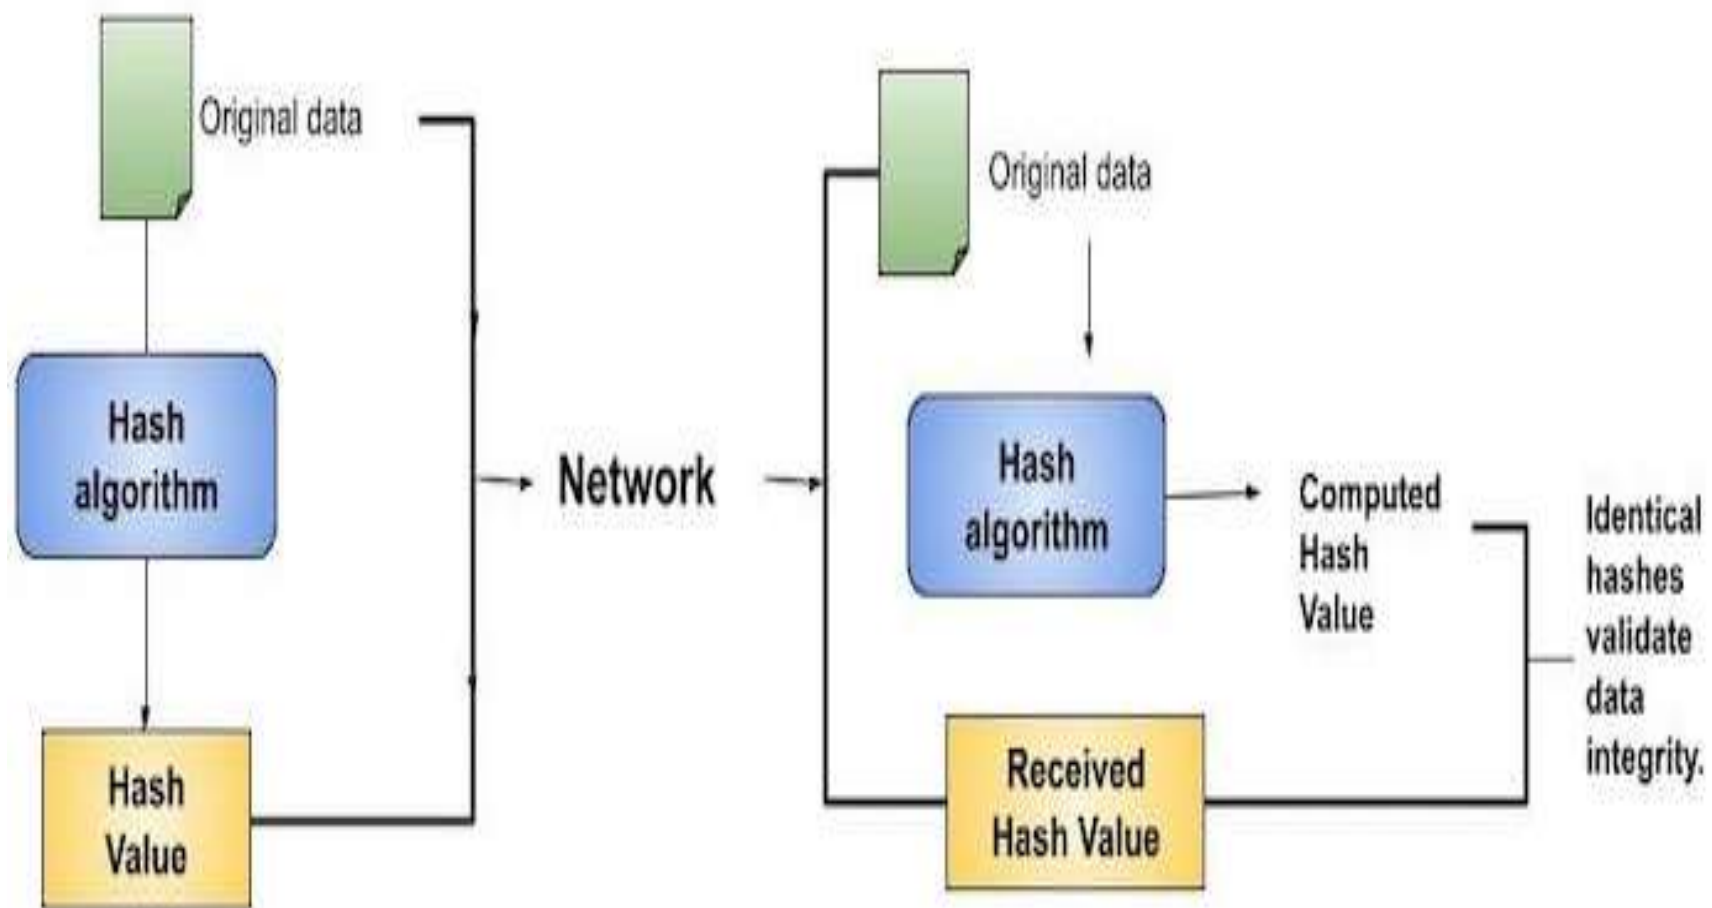 Original data
Hash
algorithm
Hash
Value
Network
Original data
Hash
algorithm
Computed
Hash
Value
Received
Hash Value
Identical
hashes
validate
data
integrity.